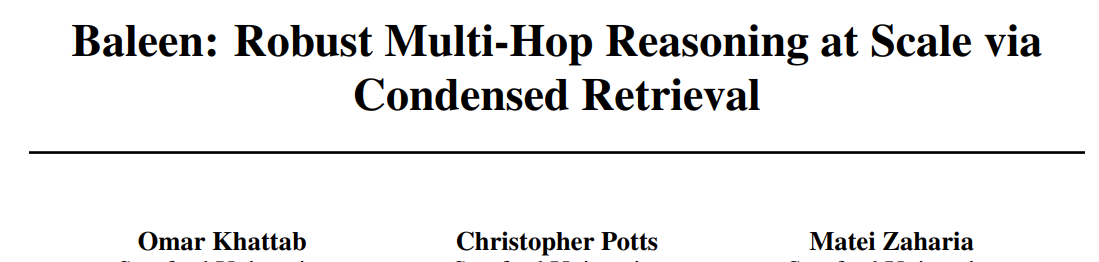 Baleen: Robust Multi-Hop Reasoning at Scale via
Condensed Retrieval
Omar Khattab Christopher Potts Matei Zaharia